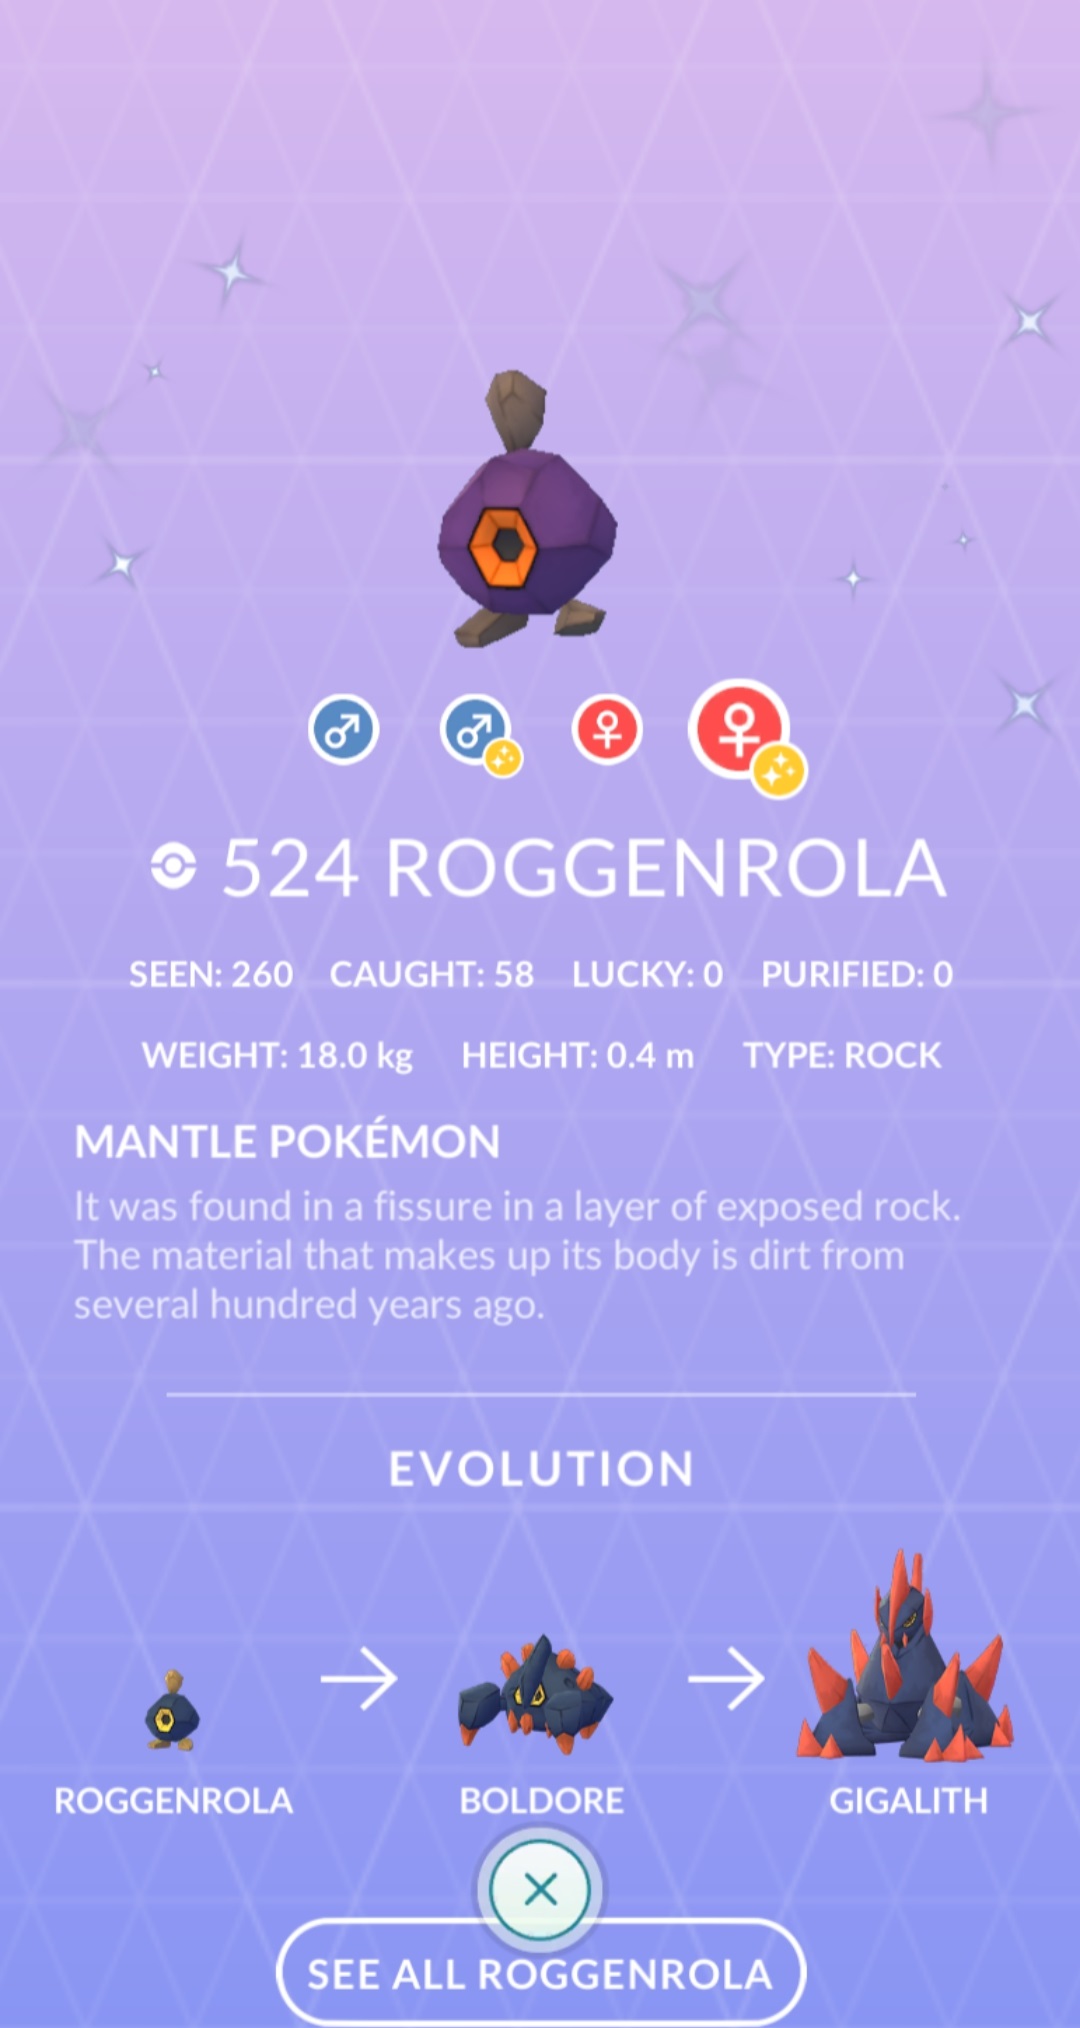 524 ROGGENROLA
SEEN: 260 CAUGHT: 58 LUCKY: 0 PURIFIED: 0
WEIGHT: 18.0 kg HEIGHT: 0.4 m TYPE: ROCK
MANTLE POKÉMON
It was found in a fissure in a layer of exposed rock.
The material that makes up its body is dirt from
several hundred years ago.
EVOLUTION
ROGGENROLA BOLDORE GIGALITH
SEE ALL ROGGENROLA